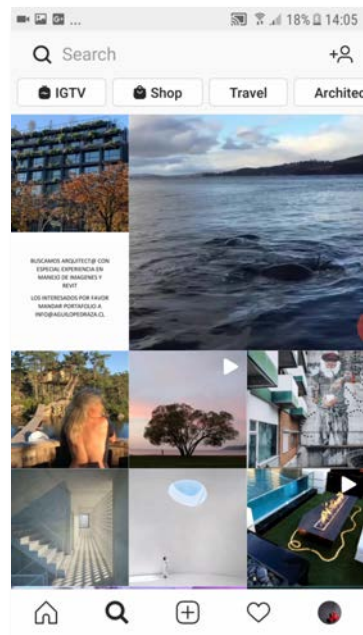 18% 14:05
Search
IGTV
Shop
Travel
Architec
BUSCAMOS ARQUITECT@ CON
ESPECIAL EXPERIENCIA EN
MANEJO DE IMAGENES Y
REVIT
LOS INTERESADOS POR FAVOR
MANDAR PORTAFOLIO A
INFO@AGUILOPEDRAZA.CL